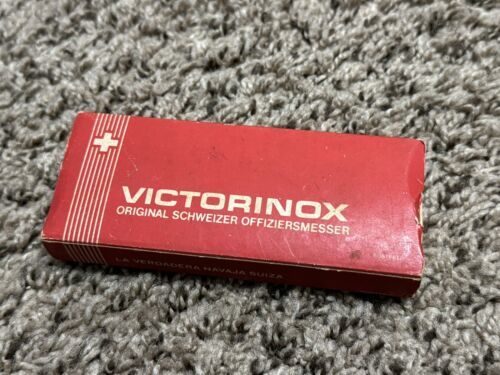 VICTORINOX
ORIGINAL SCHWEIZER OFFIZIERSMESSER
LA VERDADERA NAVAJA SUIZA